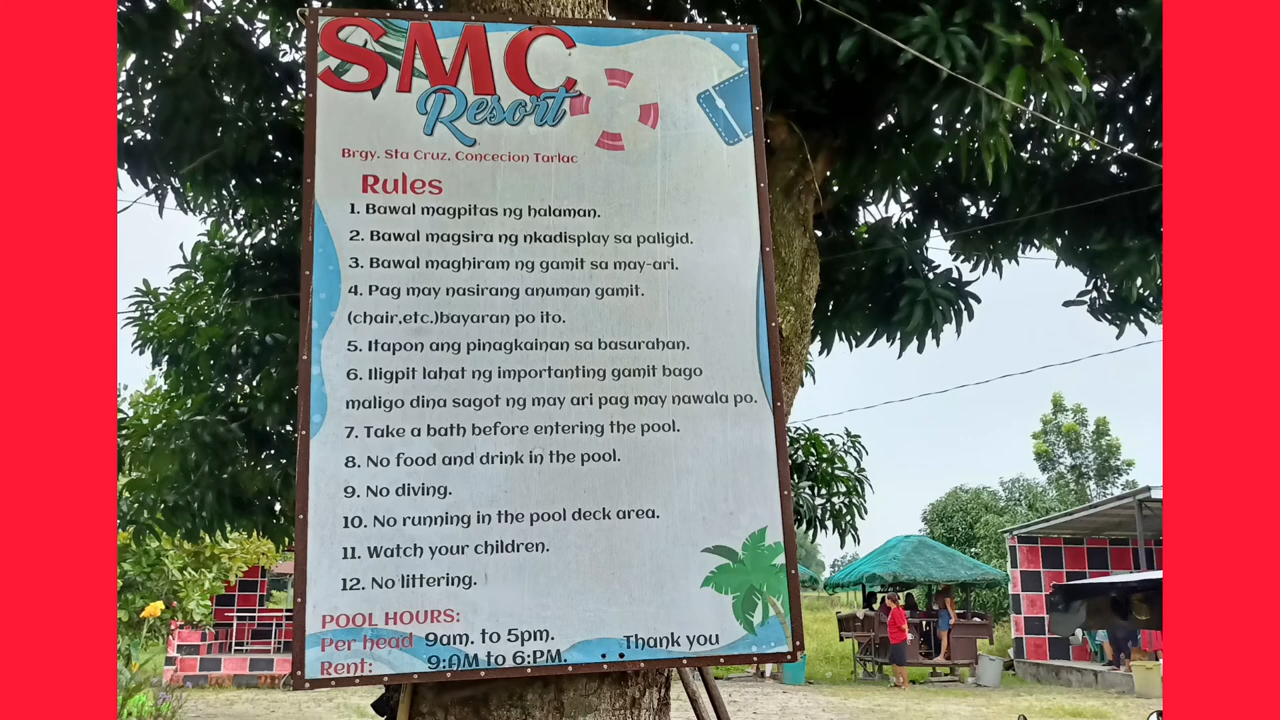 SMC
Resort
Brgy. Sta Cruz, Concecion Tarlac
Rules
1. Bawal magpitas ng halaman.
2. Bawal magsira ng nkadisplay sa paligid.
3. Bawal maghiram ng gamit sa may-ari.
4. Pag may nasirang anuman gamit.
(chair,etc.)bayaran po ito.
5. Itapon ang pinagkainan sa basurahan.
6. Iligpit lahat ng importanting gamit bago
maligo dina sagot ng may ari pag may nawala po.
7. Take a bath before entering the pool.
8. No food and drink in the pool.
9. No diving.
10. No running in the pool deck area.
11. Watch your children.
12. No littering.
POOL HOURS:
Per head 9am. to 5pm.
Rent: 9:AM to 6:PM.
Thank you